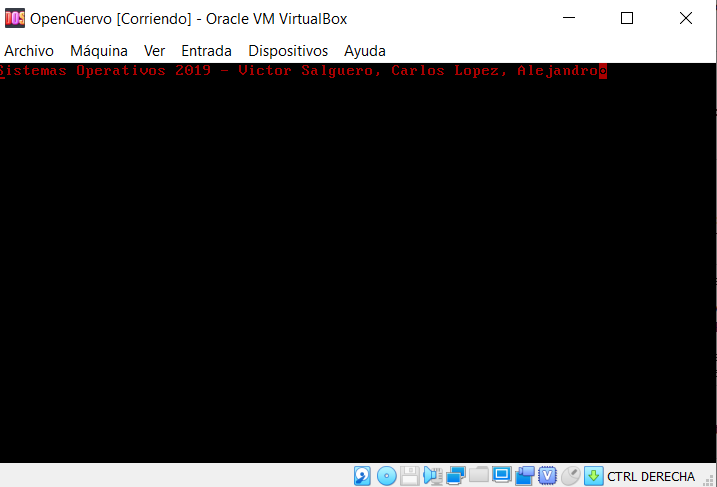 DOS
OpenCuervo [Corriendo] - Oracle VM VirtualBox
Archivo Máquina Ver Entrada Dispositivos Ayuda
Sistemas Operativos 2019 - Victor Salguero, Carlos Lopez, Alejandro
CTRL DERECHA